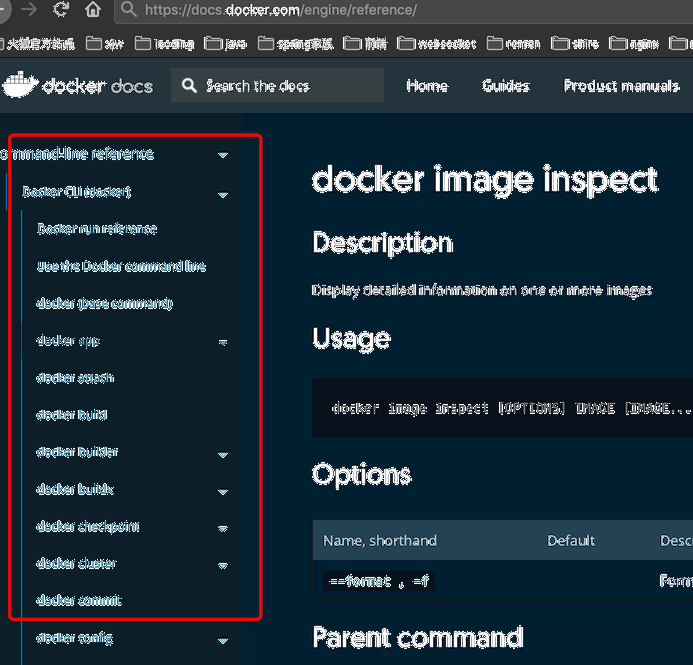 https://docs.docker.com/engine/reference/
火狐官方站点 xjw leading java spring家族 前端 websocket renren shiro nginx
docker docs Search the docs Home Guides Product manuals
ommand-line reference
Docker CLI (docker)
Docker run reference
Use the Docker command line
docker (base command)
docker app
docker attach
docker build
docker builder
docker buildx
docker checkpoint
docker cluster
docker commit
docker config
docker image inspect
Description
Display detailed information on one or more images
Usage
docker image inspect [OPTIONS] IMAGE [IMAGE...
Options
Name, shorthand Default Desc
--format , -f Form
Parent command